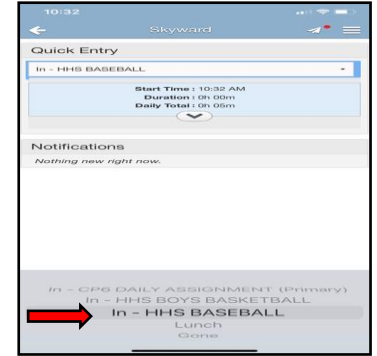 10:32
Skyward
Quick Entry
In - HHS BASEBALL
Start Time : 10:32 AM
Duration : 0h 00m
Daily Total : 0h 05m
Notifications
Nothing new right now.
In - CP6 DAILY ASSIGNMENT (Primary)
In - HHS BOYS BASKETBALL
In - HHS BASEBALL
Lunch
Gone